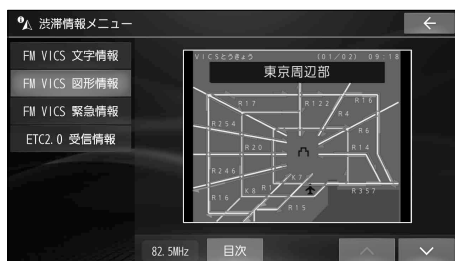 渋滞情報メニュー
FM VICS 文字情報
FM VICS 図形情報
FM VICS 緊急情報
ETC2.0 受信情報
VICSとうきょう (01/02) 09:18
東京周辺部
R17
R122
R16
R4
R254
R6
R20
R14
R246
K7
R16
K8
R1
R357
R15
82.5MHz
目次